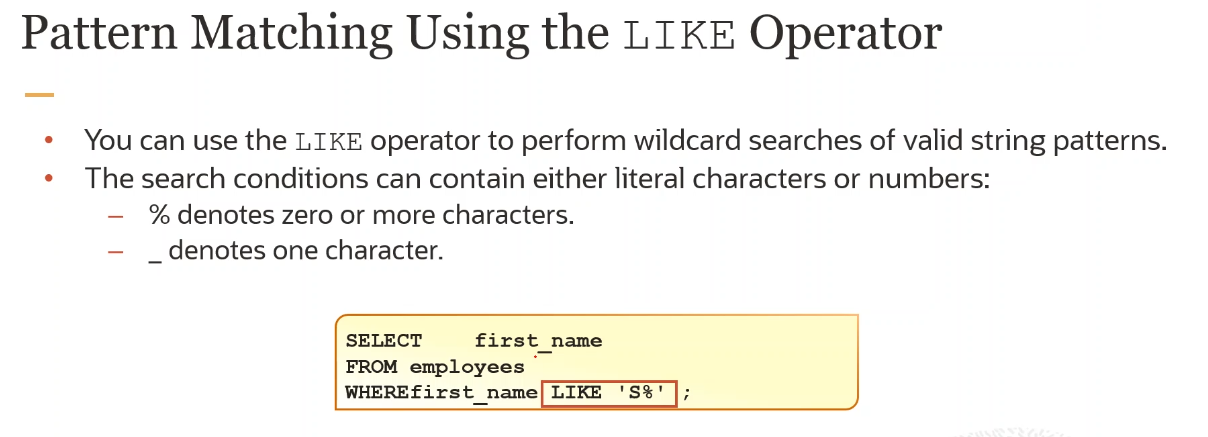 Pattern Matching Using the LIKE Operator
• You can use the LIKE operator to perform wildcard searches of valid string patterns.
• The search conditions can contain either literal characters or numbers:
– % denotes zero or more characters.
– _ denotes one character.
SELECT    first_name
FROM employees
WHEREfirst_name LIKE 'S%' ;